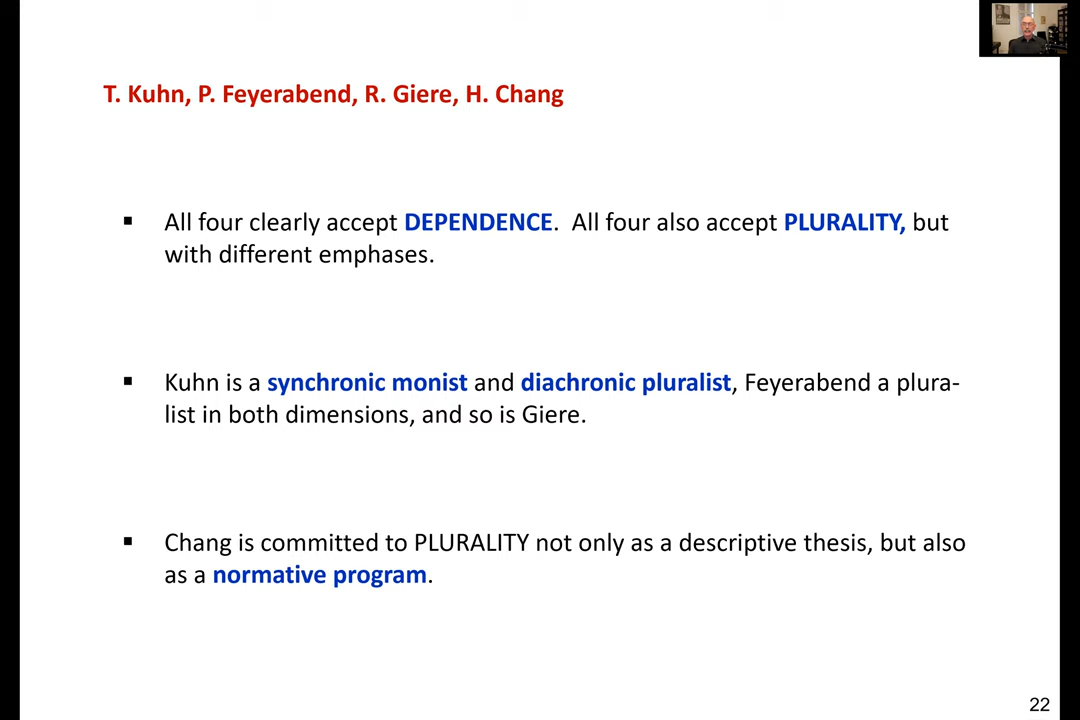 T. Kuhn, P. Feyerabend, R. Giere, H. Chang
▪ All four clearly accept DEPENDENCE. All four also accept PLURALITY, but
with different emphases.
▪ Kuhn is a synchronic monist and diachronic pluralist, Feyerabend a plura-
list in both dimensions, and so is Giere.
▪ Chang is committed to PLURALITY not only as a descriptive thesis, but also
as a normative program.
22